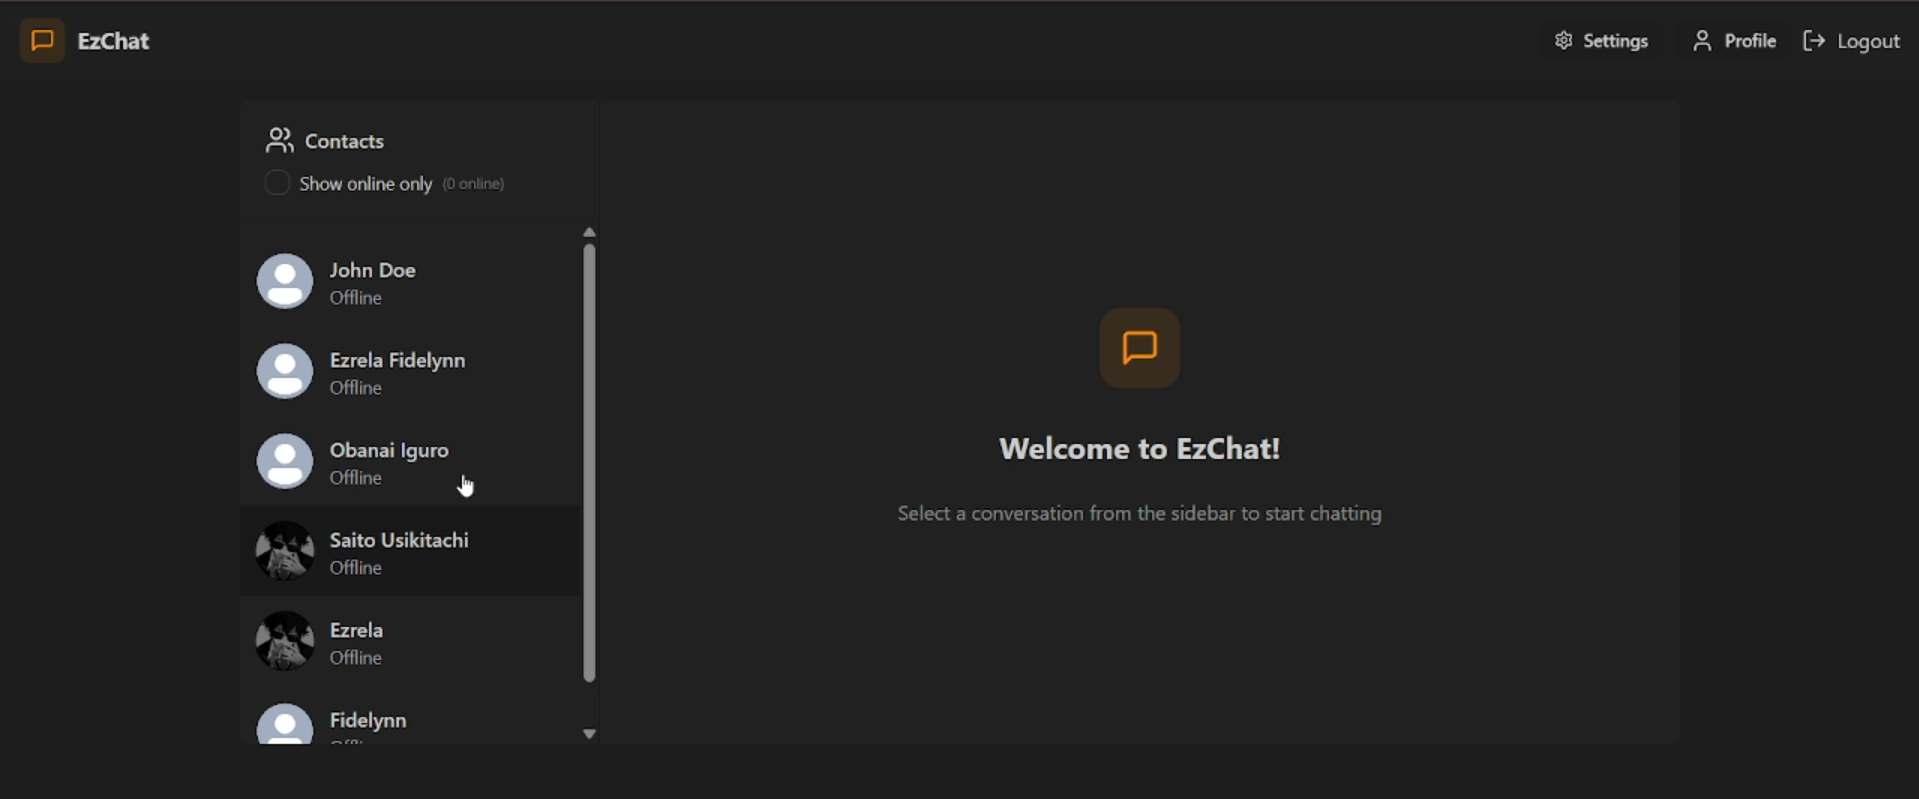 EzChat
Settings
Profile
Logout
Contacts
Show online only (0 online)
John Doe
Offline
Ezrela Fidelynn
Offline
Obanai Iguro
Offline
Saito Usikitachi
Offline
Ezrela
Offline
Fidelynn
Welcome to EzChat!
Select a conversation from the sidebar to start chatting